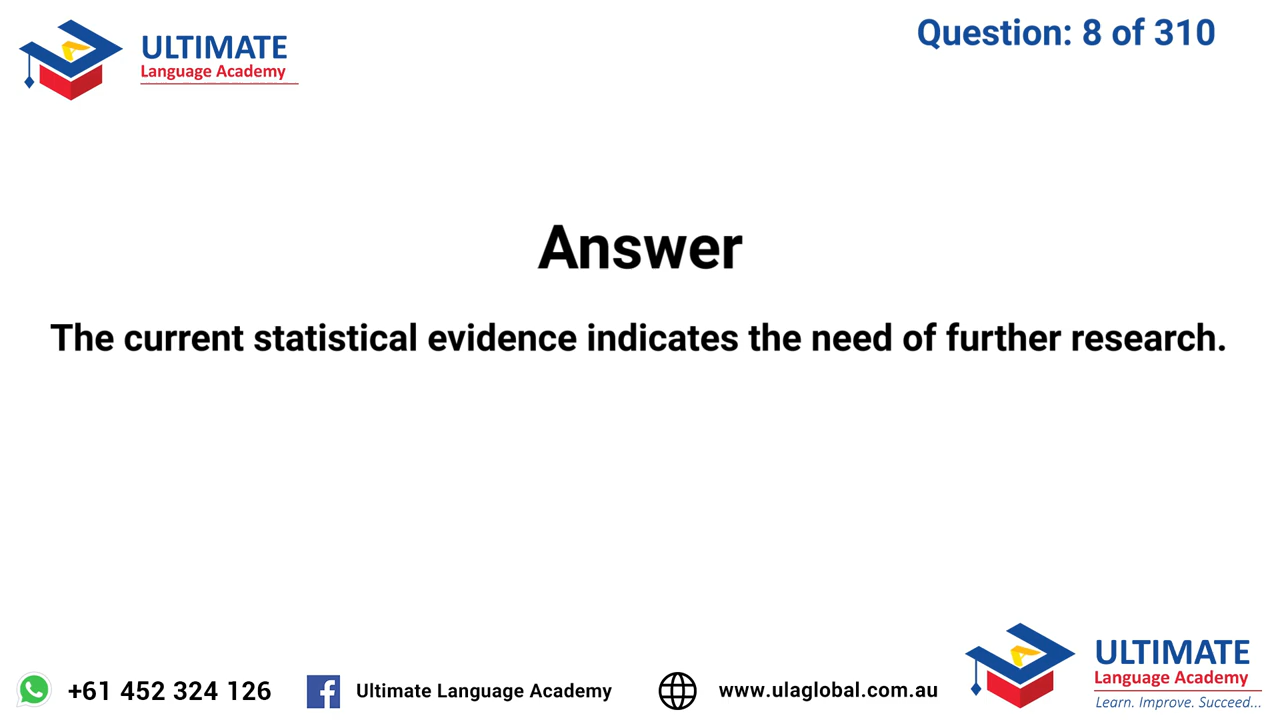 ULTIMATE
Language Academy
Question: 8 of 310
Answer
The current statistical evidence indicates the need of further research.
+61 452 324 126
Ultimate Language Academy
www.ulaglobal.com.au
ULTIMATE
Language Academy
Learn. Improve. Succeed...